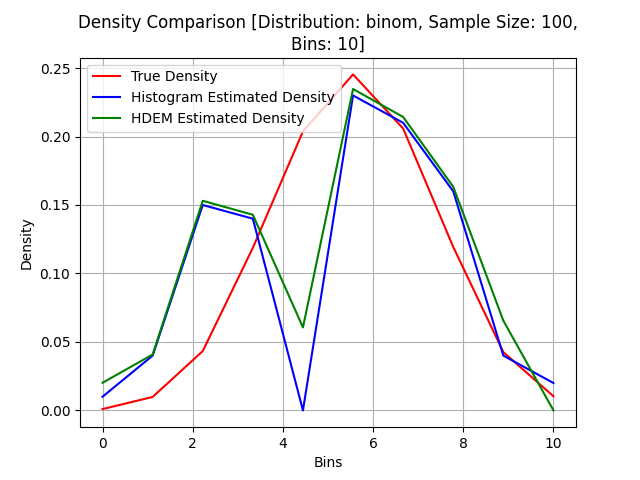 Density Comparison [Distribution: binom, Sample Size: 100,
Bins: 10]
True Density
Histogram Estimated Density
HDEM Estimated Density
Density
0.25
0.20
0.15
0.10
0.05
0.00
0 2 4 6 8 10
Bins